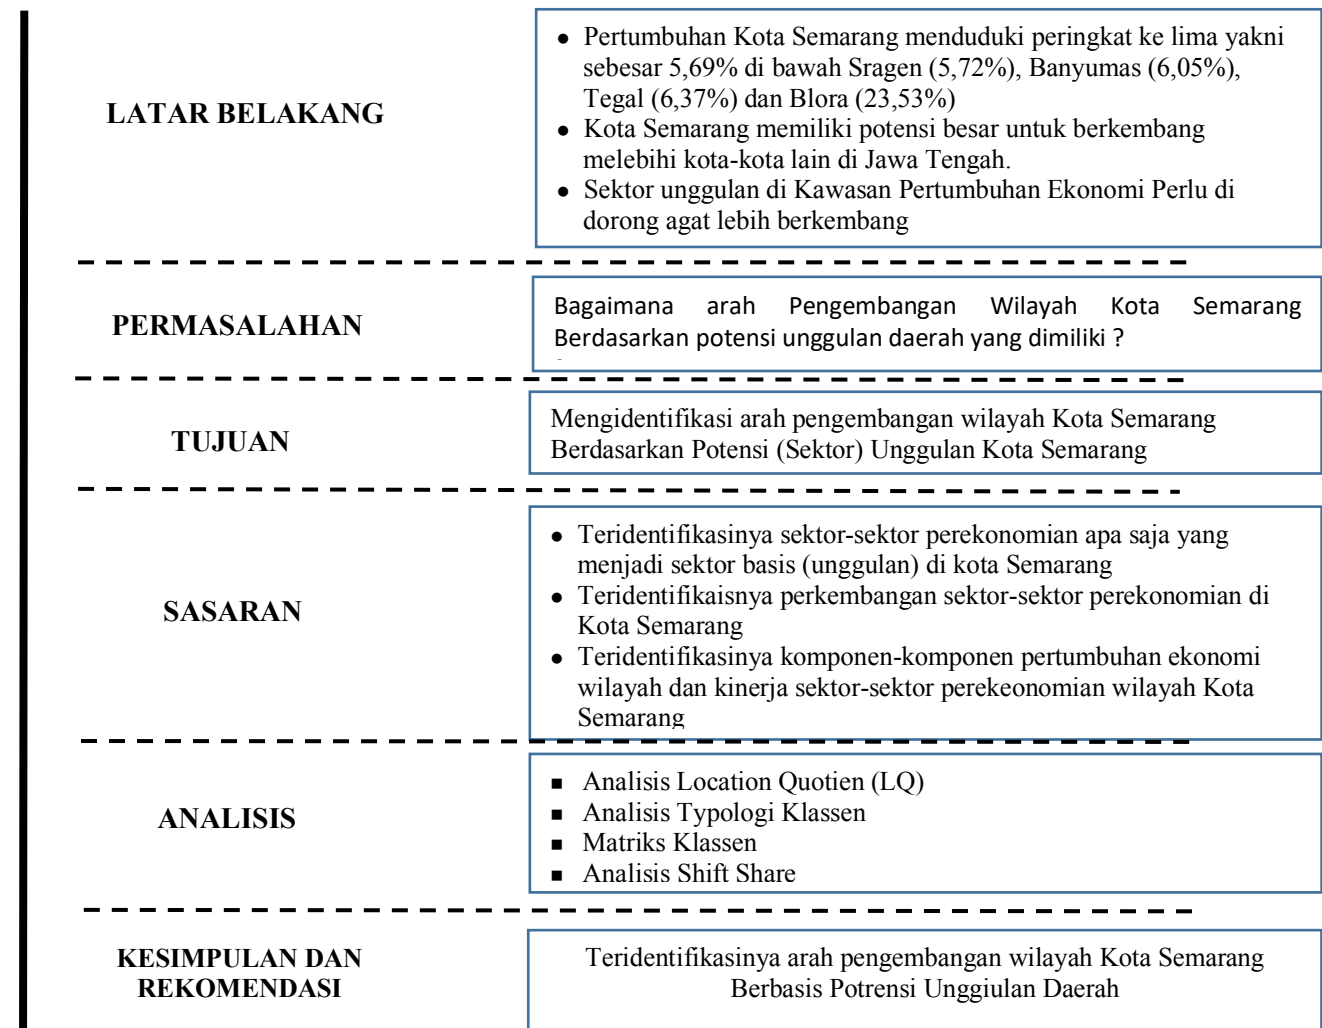 LATAR BELAKANG
● Pertumbuhan Kota Semarang menduduki peringkat ke lima yakni
sebesar 5,69% di bawah Sragen (5,72%), Banyumas (6,05%),
Tegal (6,37%) dan Blora (23,53%)
● Kota Semarang memiliki potensi besar untuk berkembang
melebihi kota-kota lain di Jawa Tengah.
● Sektor unggulan di Kawasan Pertumbuhan Ekonomi Perlu di
dorong agat lebih berkembang
PERMASALAHAN
Bagaimana arah Pengembangan Wilayah Kota Semarang
Berdasarkan potensi unggulan daerah yang dimiliki ?
TUJUAN
Mengidentifikasi arah pengembangan wilayah Kota Semarang
Berdasarkan Potensi (Sektor) Unggulan Kota Semarang
SASARAN
● Teridentifikasinya sektor-sektor perekonomian apa saja yang
menjadi sektor basis (unggulan) di kota Semarang
● Teridentifikaisnya perkembangan sektor-sektor perekonomian di
Kota Semarang
● Teridentifikasinya komponen-komponen pertumbuhan ekonomi
wilayah dan kinerja sektor-sektor perekeonomian wilayah Kota
Semarang
ANALISIS
■ Analisis Location Quotien (LQ)
■ Analisis Typologi Klassen
■ Matriks Klassen
■ Analisis Shift Share
KESIMPULAN DAN
REKOMENDASI
Teridentifikasinya arah pengembangan wilayah Kota Semarang
Berbasis Potrensi Unggiulan Daerah